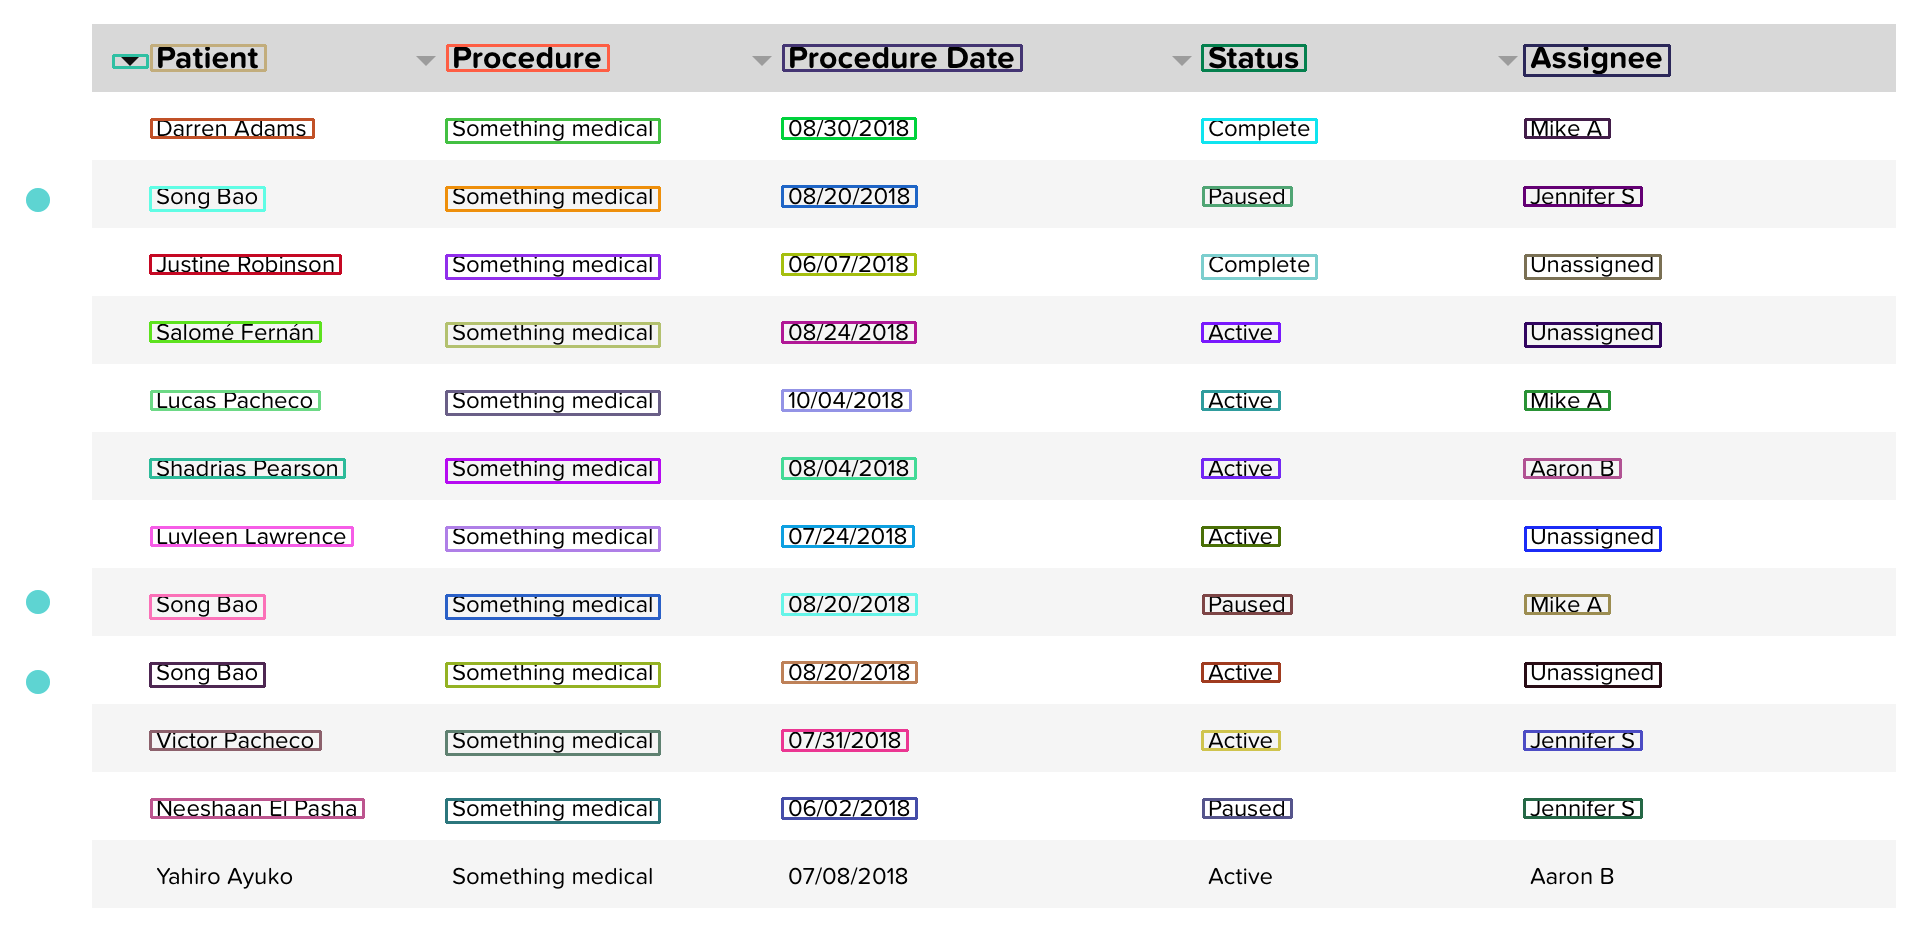 Patient Procedure Procedure Date Status Assignee
Darren Adams Something medical 08/30/2018 Complete Mike A
Song Bao Something medical 08/20/2018 Paused Jennifer S
Justine Robinson Something medical 06/07/2018 Complete Unassigned
Salomé Fernán Something medical 08/24/2018 Active Unassigned
Lucas Pacheco Something medical 10/04/2018 Active Mike A
Shadrias Pearson Something medical 08/04/2018 Active Aaron B
Luvleen Lawrence Something medical 07/24/2018 Active Unassigned
Song Bao Something medical 08/20/2018 Paused Mike A
Song Bao Something medical 08/20/2018 Active Unassigned
Victor Pacheco Something medical 07/31/2018 Active Jennifer S
Neeshaan El Pasha Something medical 06/02/2018 Paused Jennifer S
Yahiro Ayuko Something medical 07/08/2018 Active Aaron B